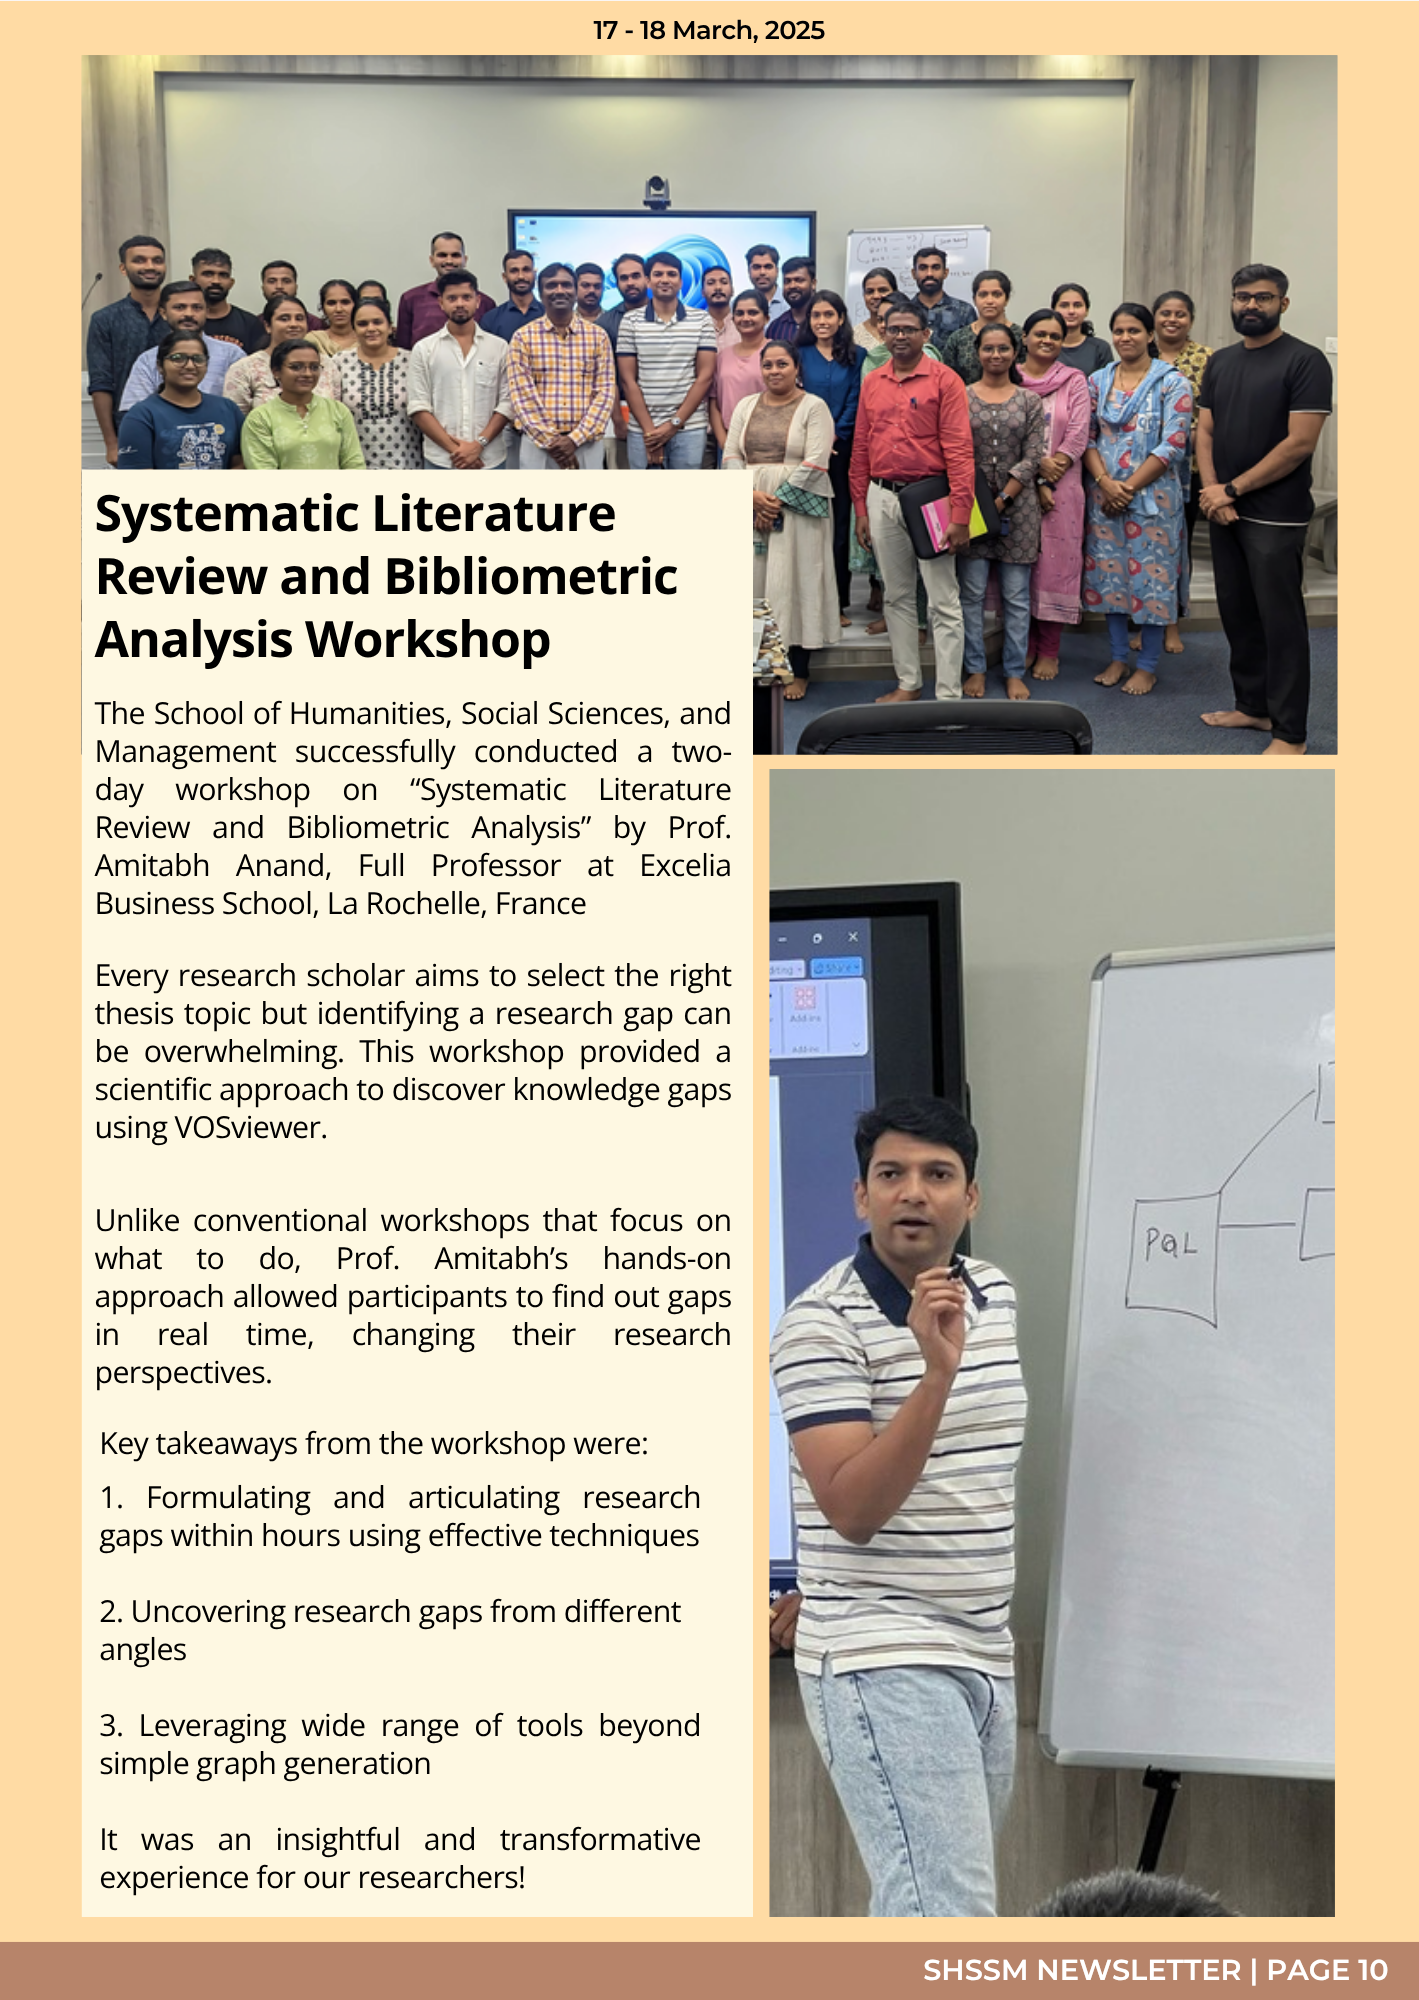 17 - 18 March, 2025
Systematic Literature
Review and Bibliometric
Analysis Workshop
The School of Humanities, Social Sciences, and
Management successfully conducted a two-
day workshop on “Systematic Literature
Review and Bibliometric Analysis” by Prof.
Amitabh Anand, Full Professor at Excelia
Business School, La Rochelle, France
Every research scholar aims to select the right
thesis topic but identifying a research gap can
be overwhelming. This workshop provided a
scientific approach to discover knowledge gaps
using VOSviewer.
Unlike conventional workshops that focus on
what to do, Prof. Amitabh’s hands-on
approach allowed participants to find out gaps
in real time, changing their research
perspectives.
Key takeaways from the workshop were:
1. Formulating and articulating research
gaps within hours using effective techniques
2. Uncovering research gaps from different
angles
3. Leveraging wide range of tools beyond
simple graph generation
It was an insightful and transformative
experience for our researchers!
Share
Add-ins
Add-ins
PQL
SHSSM NEWSLETTER | PAGE 10